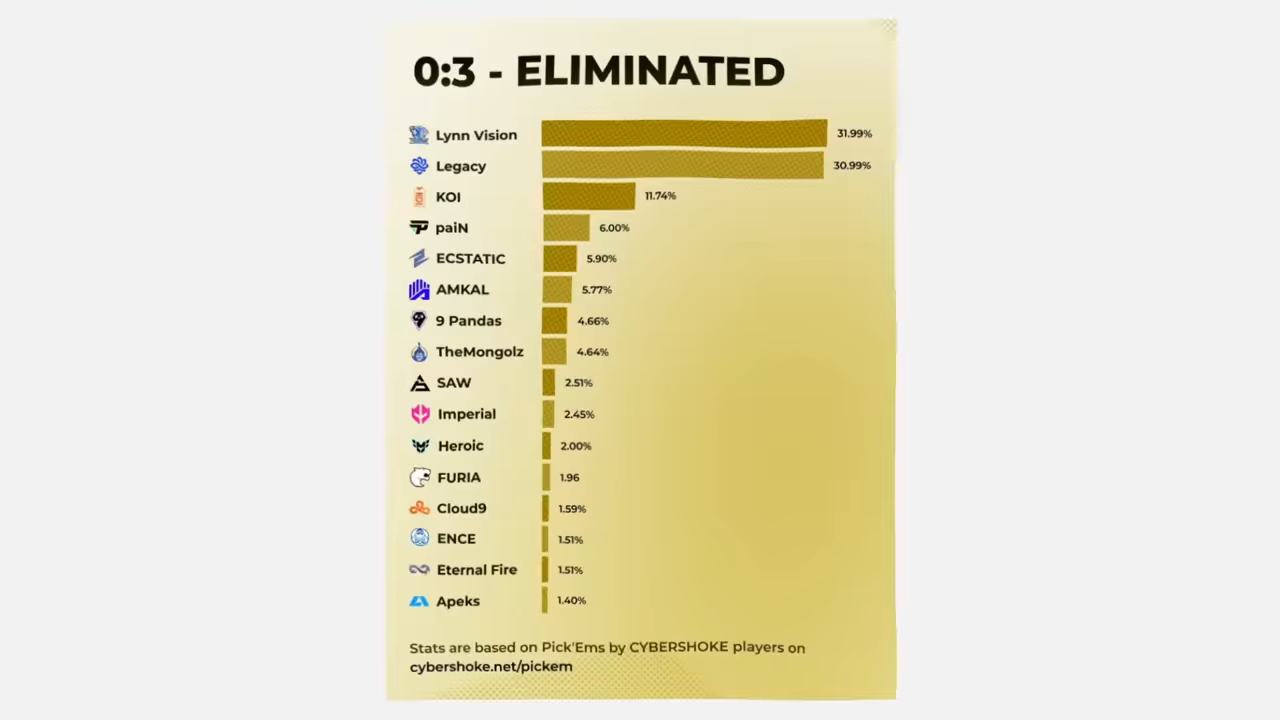 0:3 - ELIMINATED
Lynn Vision 31.99%
Legacy 30.99%
KOI 11.74%
paiN 6.00%
ECSTATIC 5.90%
AMKAL 5.77%
9 Pandas 4.66%
TheMongolz 4.64%
SAW 2.51%
Imperial 2.45%
Heroic 2.00%
FURIA 1.96
Cloud9 1.59%
ENCE 1.51%
Eternal Fire 1.51%
Apeks 1.40%
Stats are based on Pick'Ems by CYBERSHOKE players on
cybershoke.net/pickem